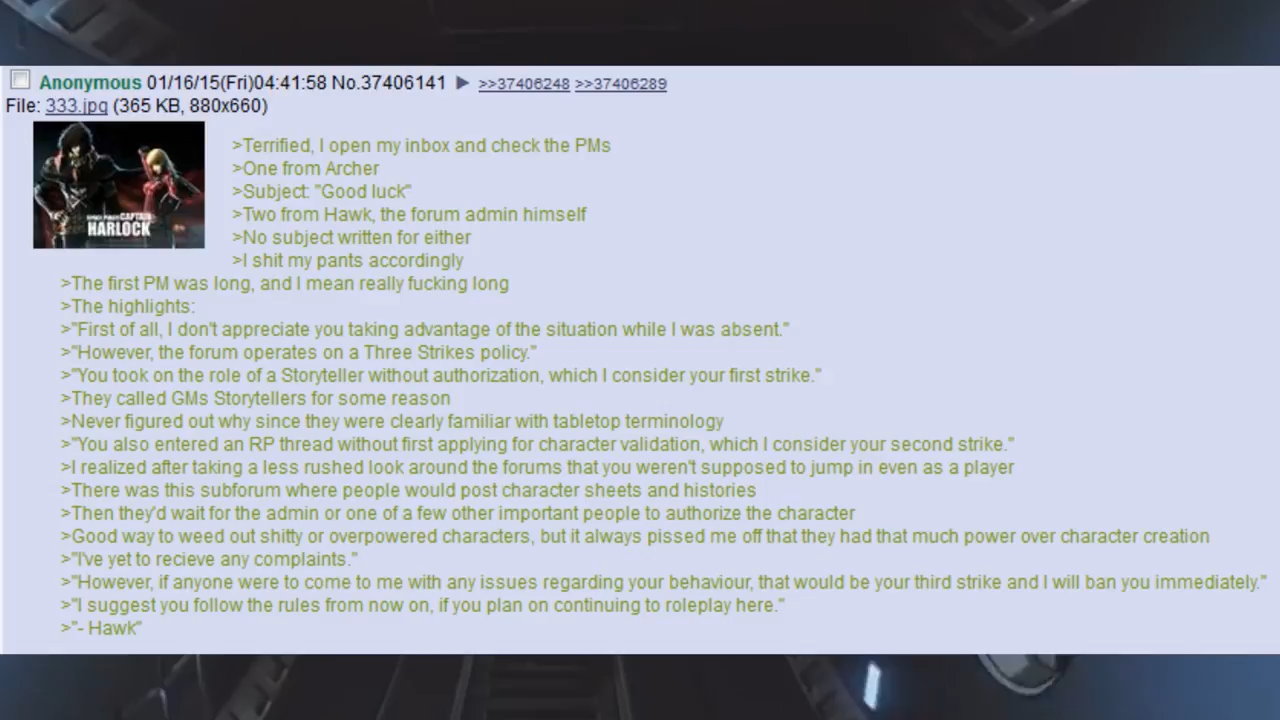 Anonymous 01/16/15(Fri)04:41:58 No.37406141 ▶ >>37406248 >>37406289
File: 333.jpg (365 KB, 880x660)
CAPTAIN
HARLOCK
>Terrified, I open my inbox and check the PMs
>One from Archer
>Subject: "Good luck"
>Two from Hawk, the forum admin himself
>No subject written for either
>I shit my pants accordingly
>The first PM was long, and I mean really fucking long
>The highlights:
>"First of all, I don't appreciate you taking advantage of the situation while I was absent."
>"However, the forum operates on a Three Strikes policy."
>"You took on the role of a Storyteller without authorization, which I consider your first strike."
>They called GMs Storytellers for some reason
>Never figured out why since they were clearly familiar with tabletop terminology
>"You also entered an RP thread without first applying for character validation, which I consider your second strike."
>I realized after taking a less rushed look around the forums that you weren't supposed to jump in even as a player
>There was this subforum where people would post character sheets and histories
>Then they'd wait for the admin or one of a few other important people to authorize the character
>Good way to weed out shitty or overpowered characters, but it always pissed me off that they had that much power over character creation
>"I've yet to recieve any complaints."
>"However, if anyone were to come to me with any issues regarding your behaviour, that would be your third strike and I will ban you immediately."
>"I suggest you follow the rules from now on, if you plan on continuing to roleplay here."
>"- Hawk"